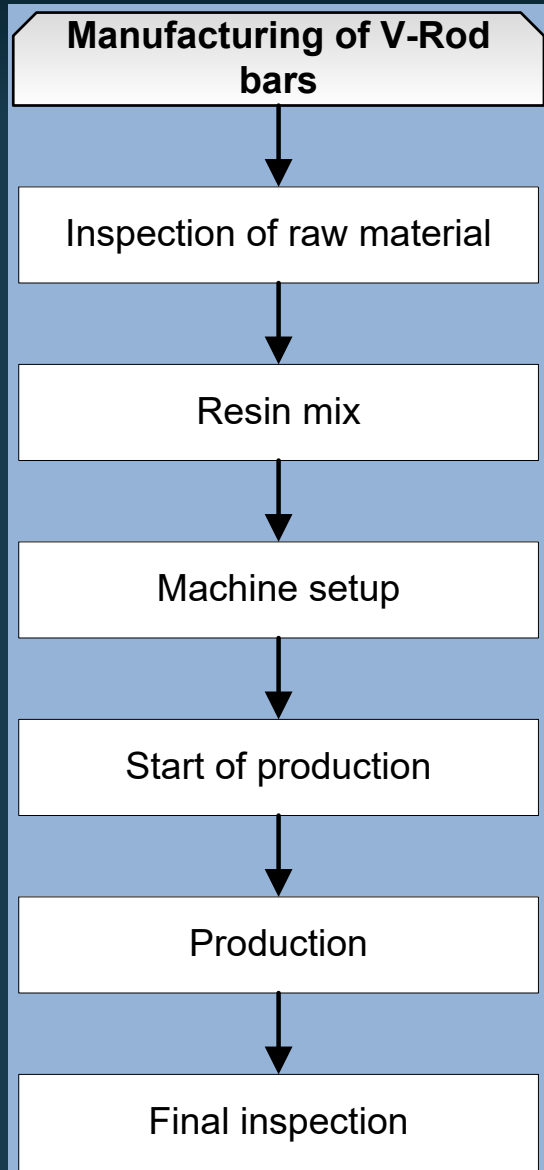 Manufacturing of V-Rod
bars
Inspection of raw material
Resin mix
Machine setup
Start of production
Production
Final inspection